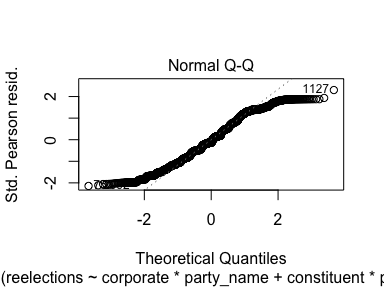 Normal Q-Q
Std. Pearson resid.
2
0
-2
1127
-2
0
2
Theoretical Quantiles
(reelections ~ corporate * party_name + constituent * p